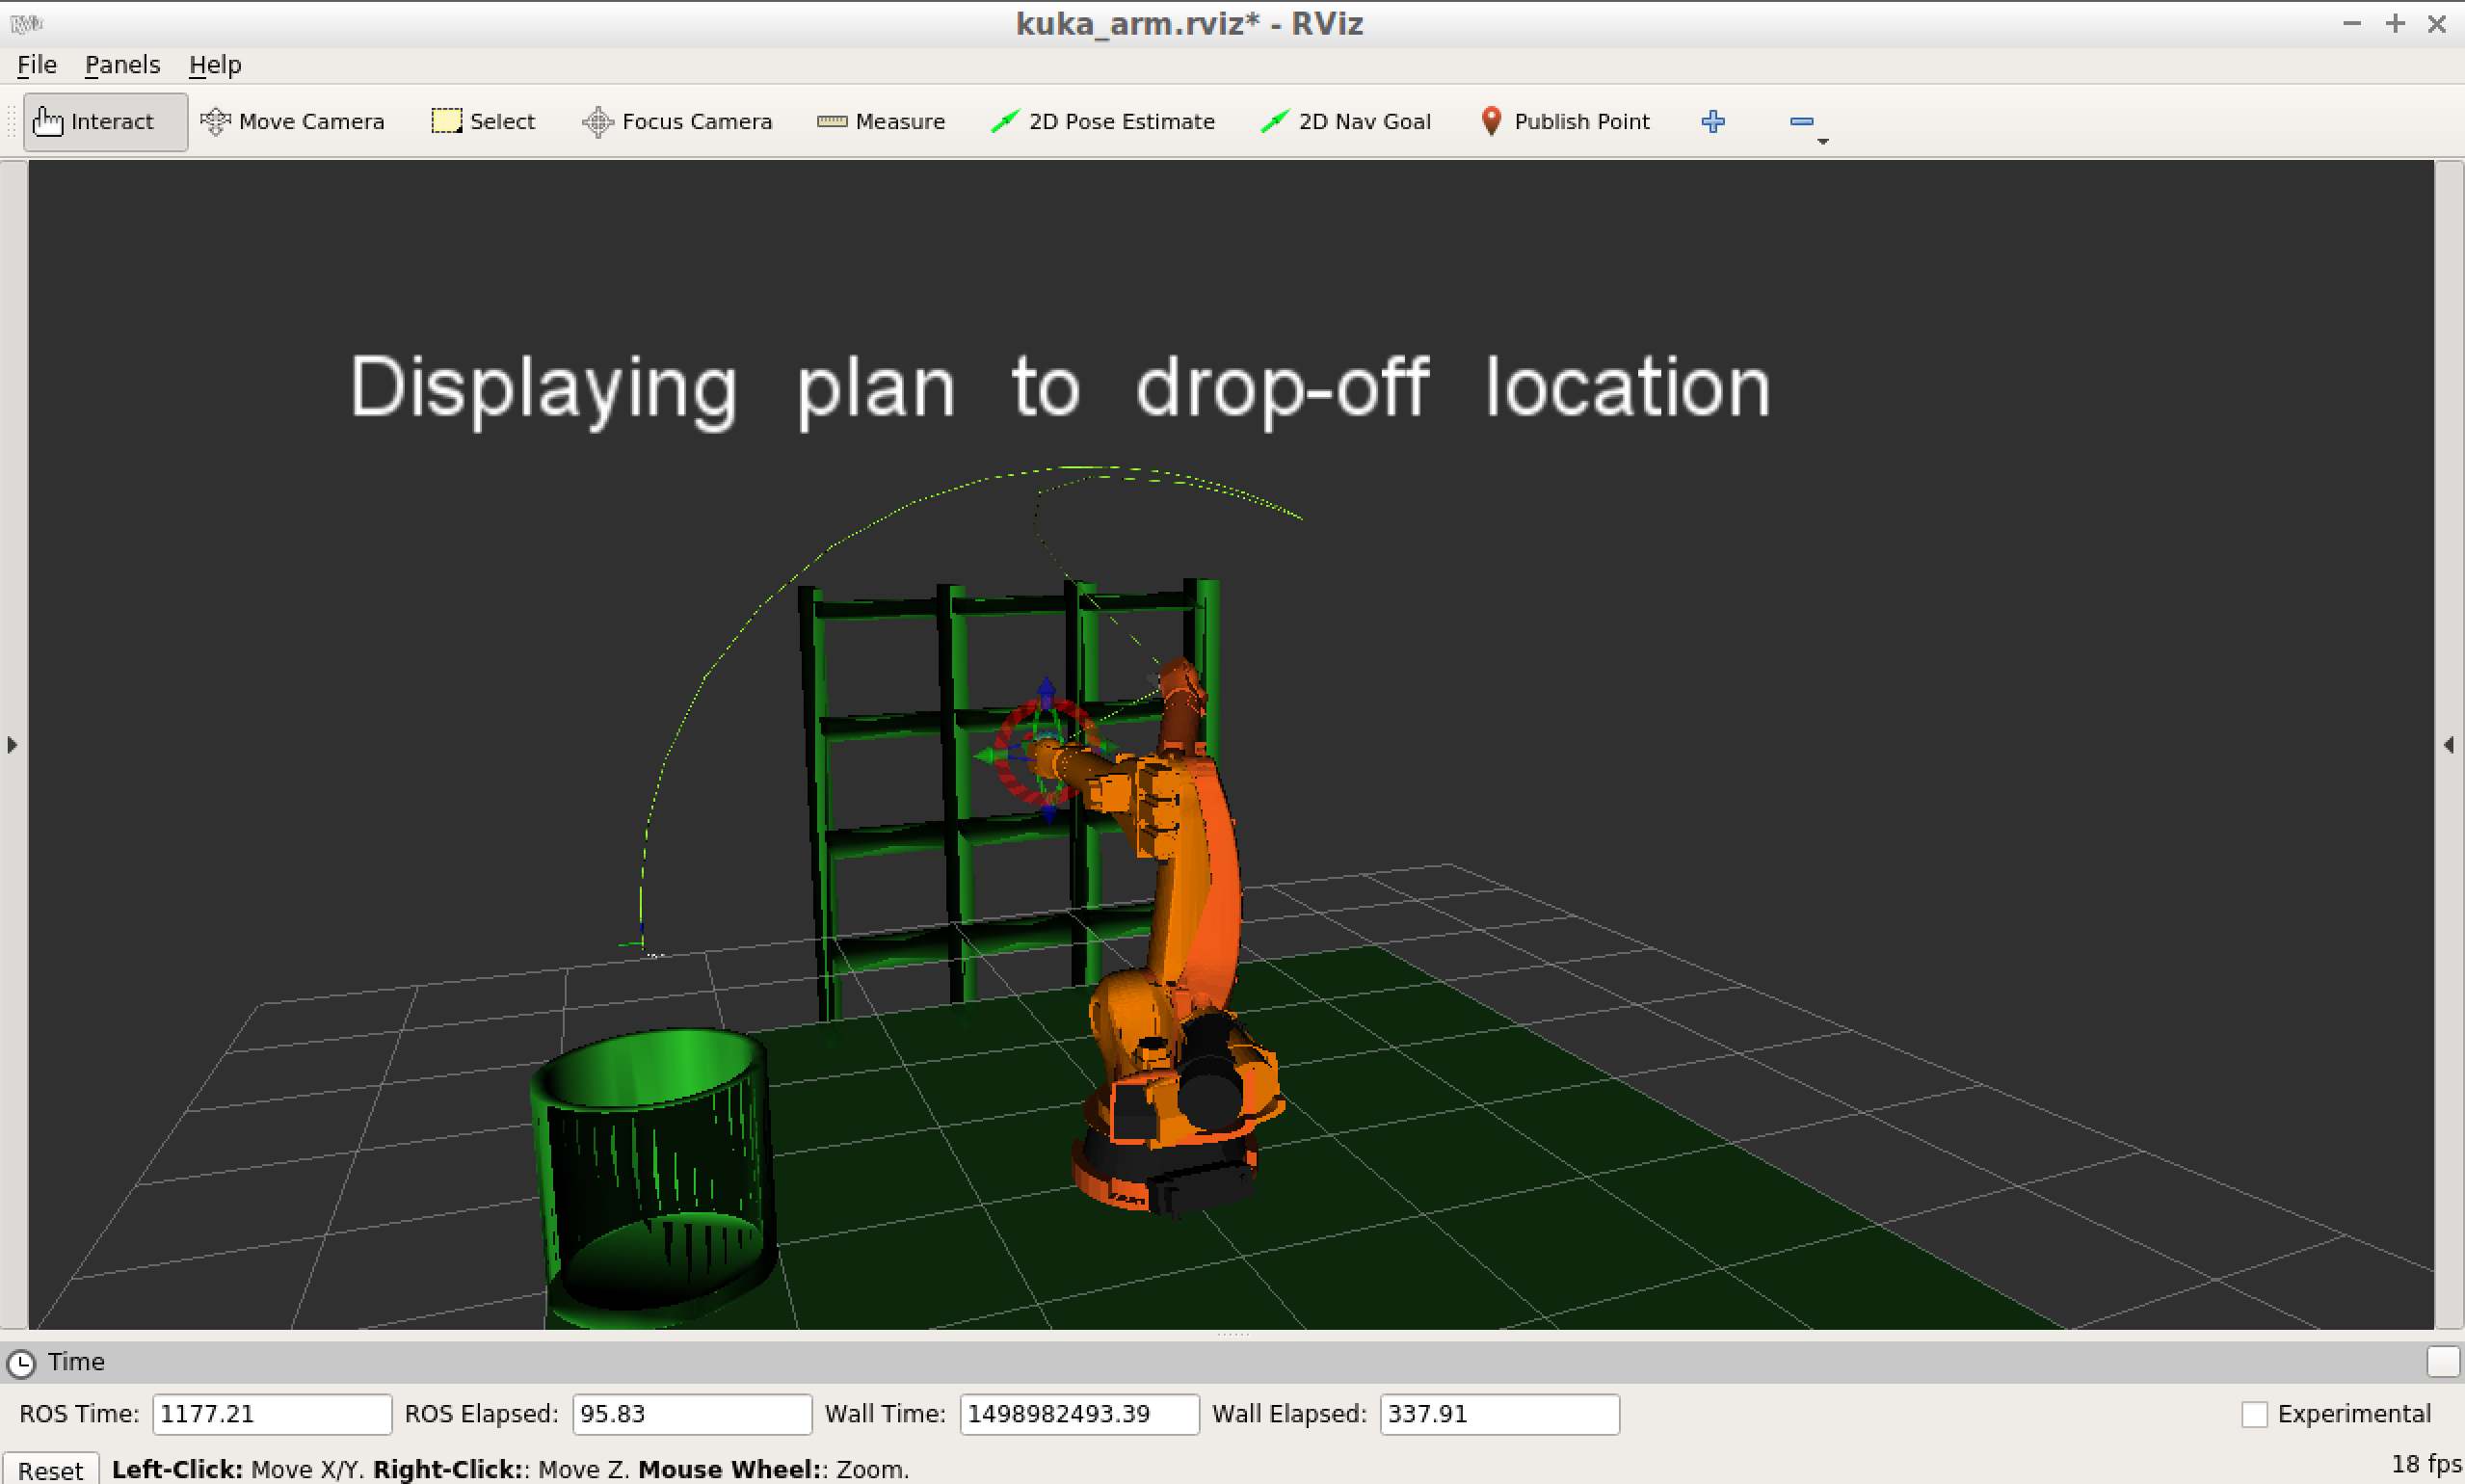 kuka_arm.rviz* - RViz
File Panels Help
Interact Move Camera Select Focus Camera Measure 2D Pose Estimate 2D Nav Goal Publish Point
Displaying plan to drop-off location
Time
ROS Time: 1177.21 ROS Elapsed: 95.83 Wall Time: 1498982493.39 Wall Elapsed: 337.91 Experimental
Reset Left-Click: Move X/Y. Right-Click:: Move Z. Mouse Wheel:: Zoom. 18 fps